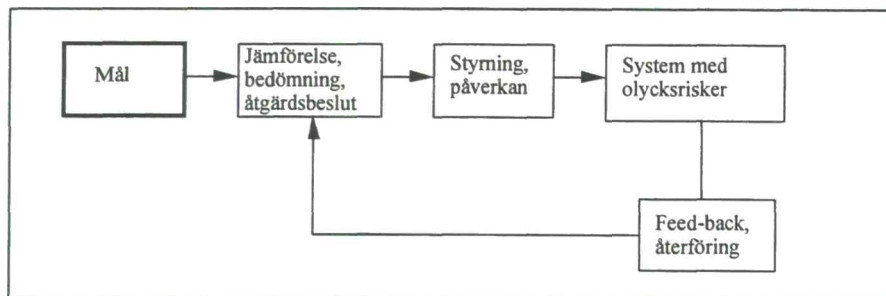 Mål
Jämförelse,
bedömning,
åtgärdsbeslut
Styrning,
påverkan
System med
olycksrisker
Feed-back,
återföring